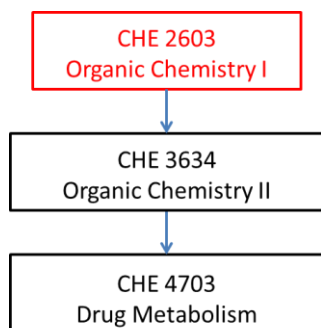 CHE 2603
Organic Chemistry I
CHE 3634
Organic Chemistry II
CHE 4703
Drug Metabolism